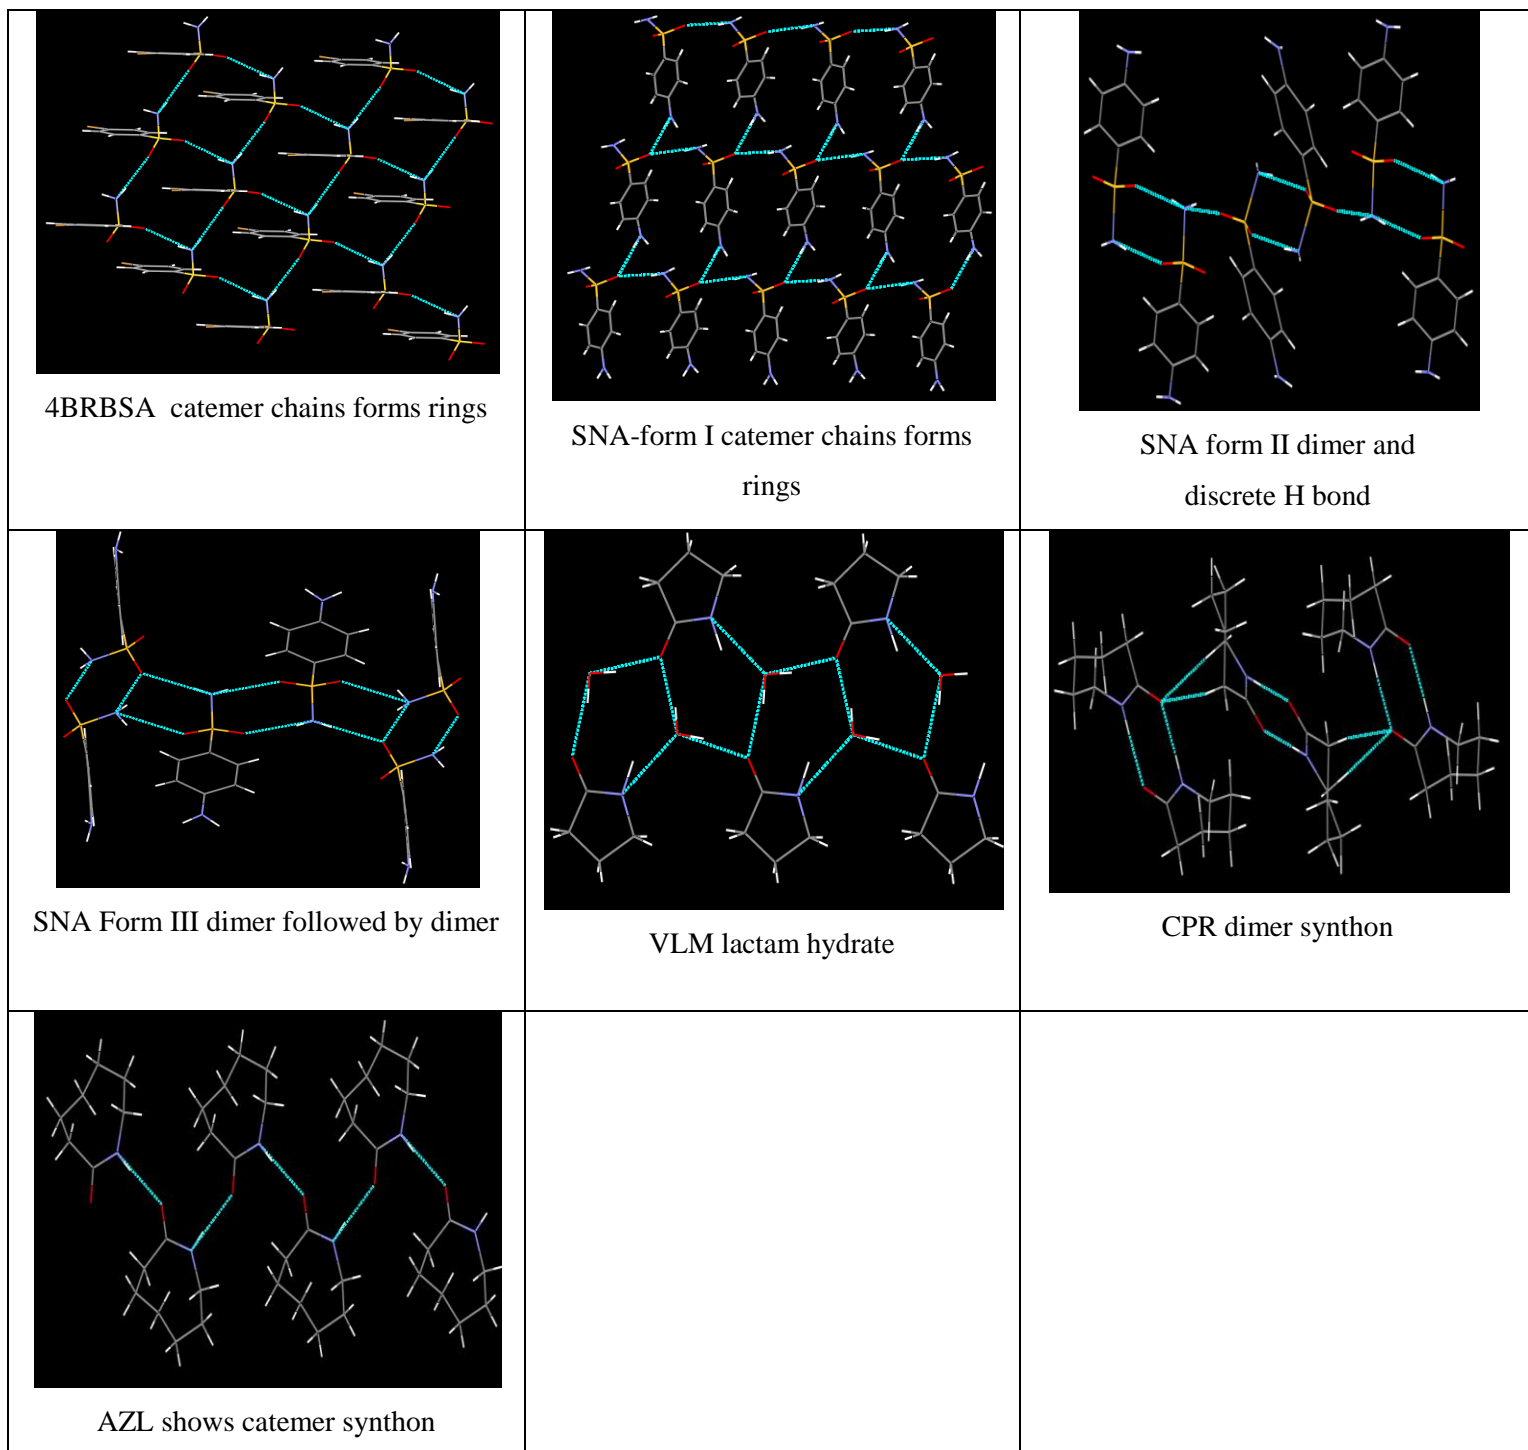 4BRBSA catemer chains forms rings
SNA-form I catemer chains forms
rings
SNA form II dimer and
discrete H bond
SNA Form III dimer followed by dimer
VLM lactam hydrate
CPR dimer synthon
AZL shows catemer synthon